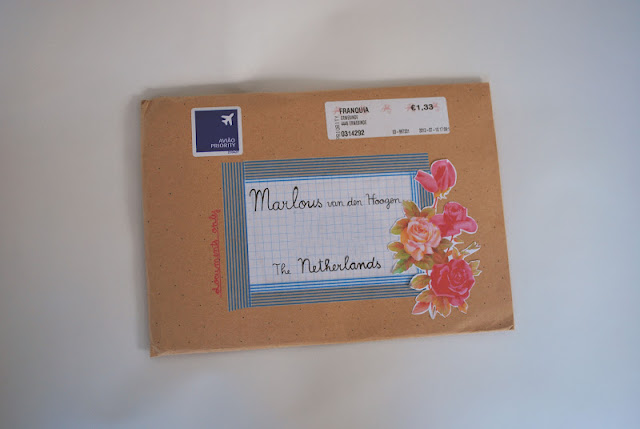 AVIÃO
PRIORITY
FRANQUIA
€1,33
0314292
Marlous van den Hoogen
The Netherlands
documents only